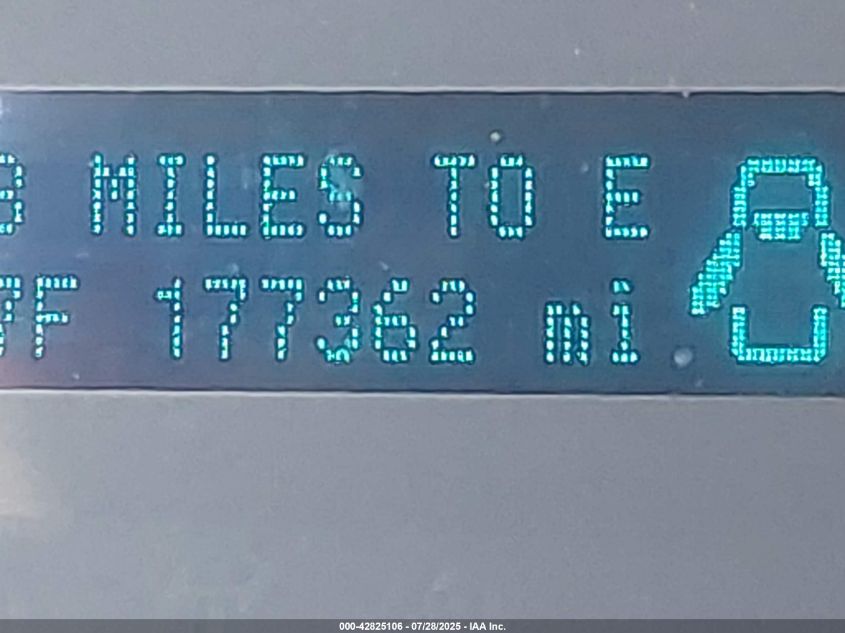 MILES TO E
F 177362 mi
000-42825106 - 07/28/2025 - IAA Inc.